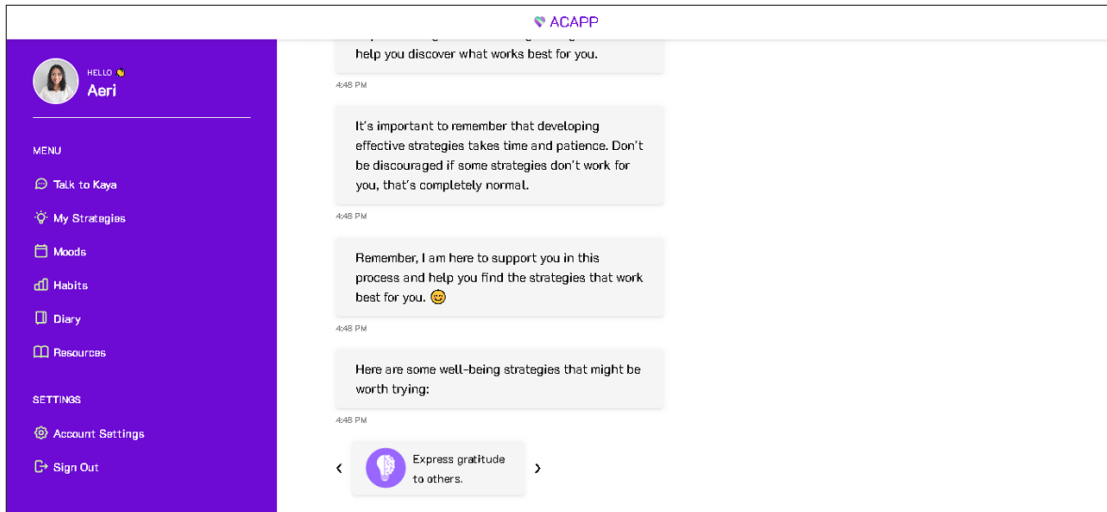 ACAPP
HELLO
Aeri
MENU
Talk to Kaya
My Strategies
Moods
Habits
Diary
Resources
SETTINGS
Account Settings
Sign Out
help you discover what works best for you.
4:48 PM
It's important to remember that developing
effective strategies takes time and patience. Don't
be discouraged if some strategies don't work for
you, that's completely normal.
4:48 PM
Remember, I am here to support you in this
process and help you find the strategies that work
best for you. 😊
4:48 PM
Here are some well-being strategies that might be
worth trying:
4:48 PM
Express gratitude
to others.